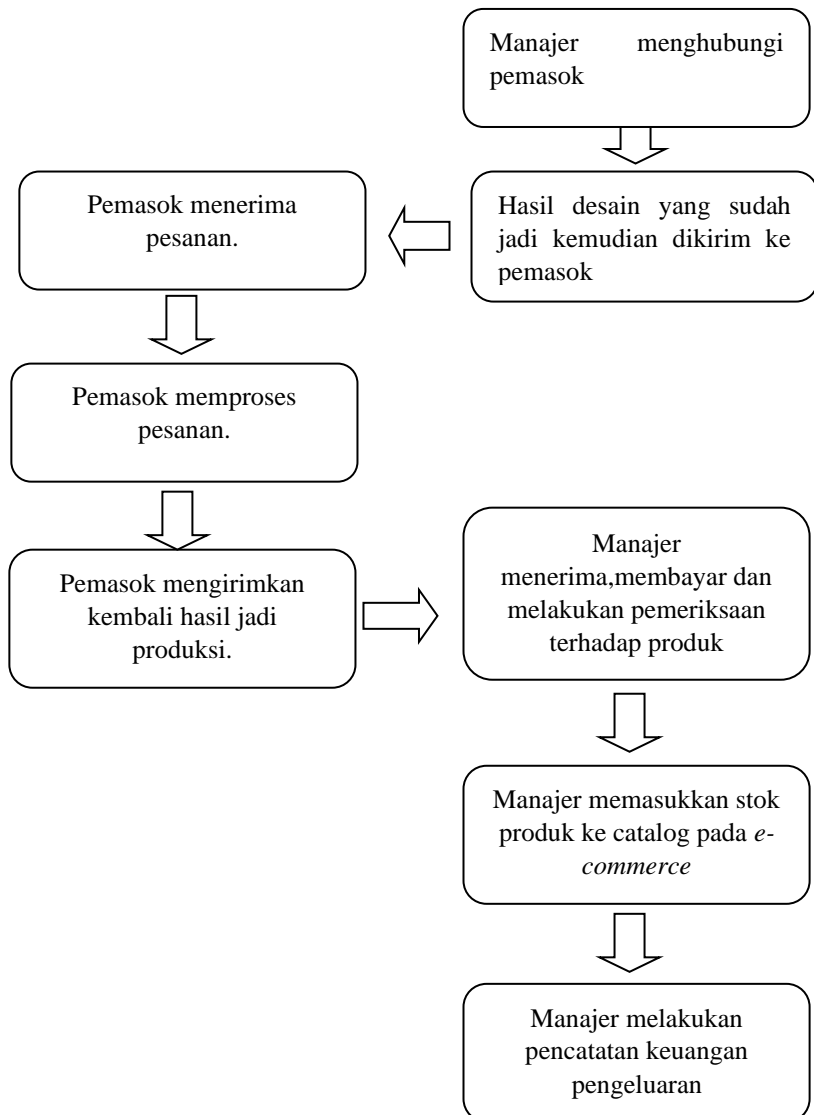 Manajer menghubungi
pemasok
Hasil desain yang sudah
jadi kemudian dikirim ke
pemasok
Pemasok menerima
pesanan.
Pemasok memproses
pesanan.
Pemasok mengirimkan
kembali hasil jadi
produksi.
Manajer
menerima,membayar dan
melakukan pemeriksaan
terhadap produk
Manajer memasukkan stok
produk ke catalog pada e-
commerce
Manajer melakukan
pencatatan keuangan
pengeluaran